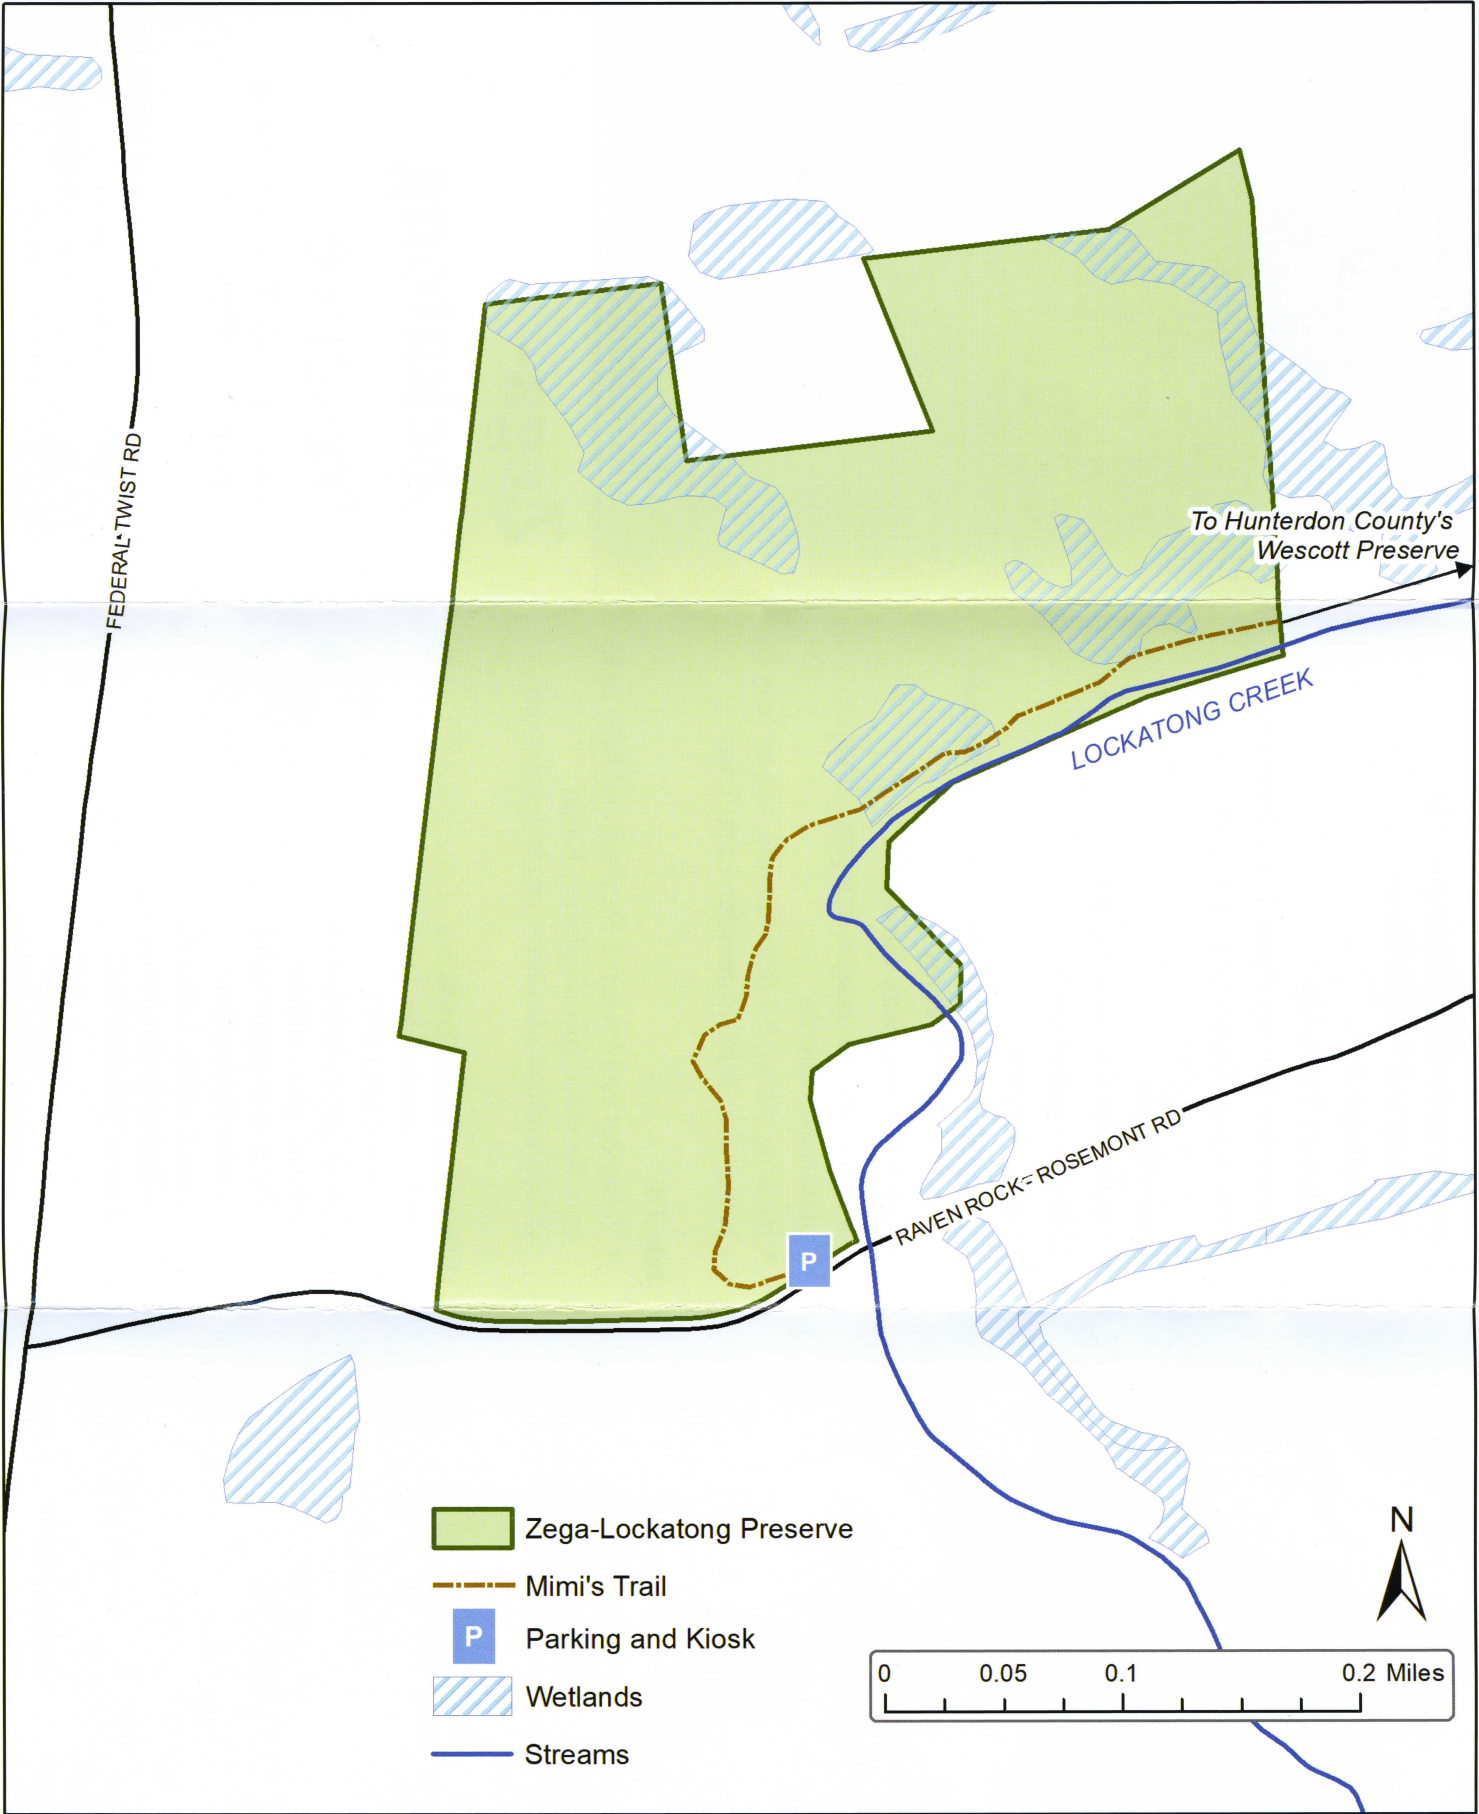 FEDERAL TWIST RD
To Hunterdon County's
Wescott Preserve
LOCKATONG CREEK
RAVEN ROCK - ROSEMONT RD
P
Zega-Lockatong Preserve
Mimi's Trail
P Parking and Kiosk
Wetlands
Streams
N
0 0.05 0.1 0.2 Miles